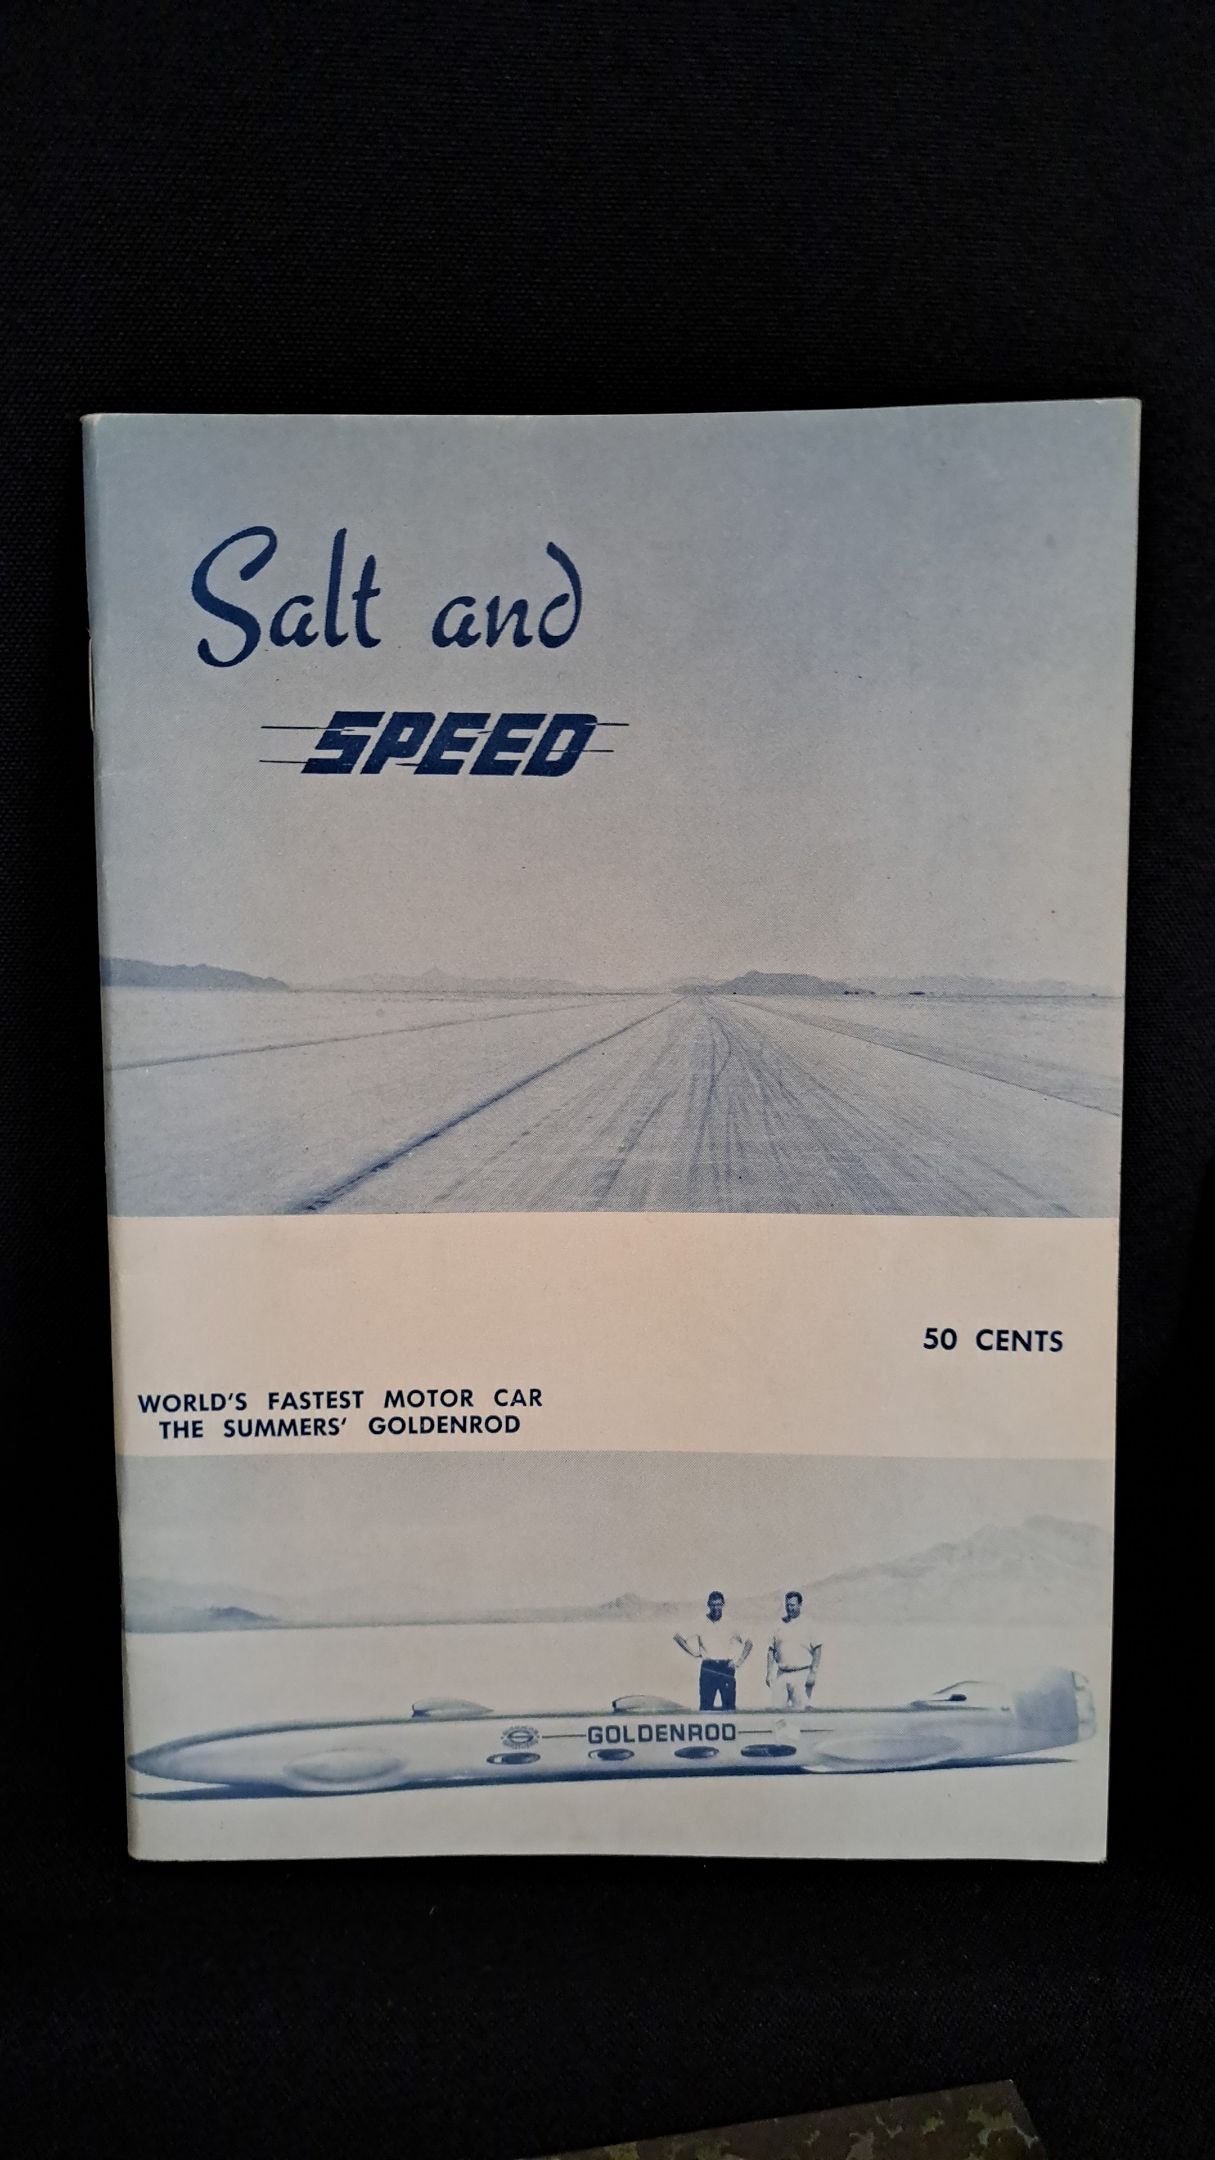 Salt and
SPEED
50 CENTS
WORLD'S FASTEST MOTOR CAR
THE SUMMERS' GOLDENROD
GOLDENROD